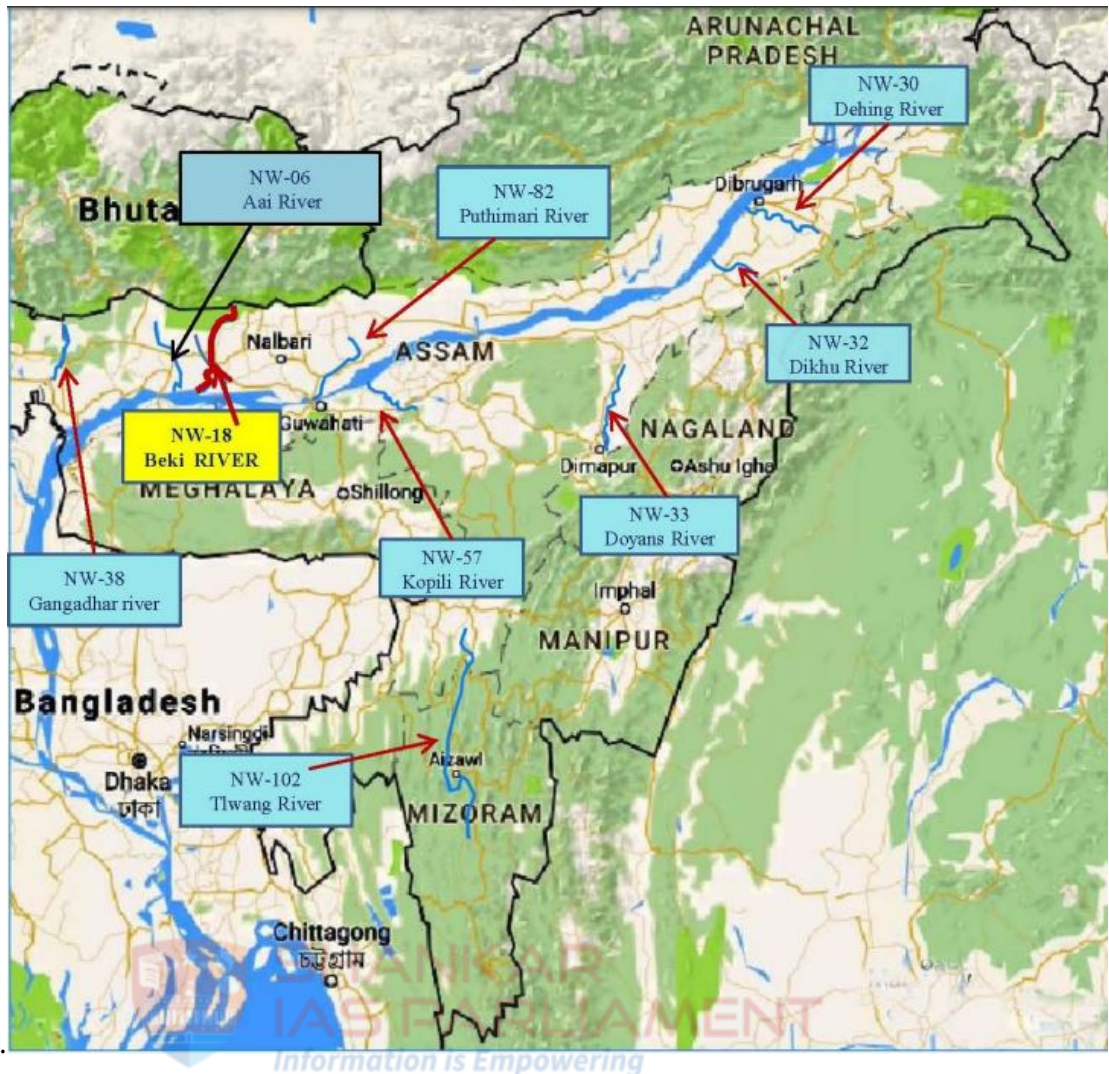 ARUNACHAL
PRADESH
NW-30
Dehing River
NW-06
Aai River
NW-82
Puthimari River
Bhuta
Dibrugarh
Nalbari
ASSAM
NW-32
Dikhu River
Guwahati
NW-18
Beki RIVER
NAGALAND
Dimapur
Ashu Igha
MEGHALAYA
Shillong
NW-33
Doyans River
NW-38
Gangadhar river
NW-57
Kopili River
Imphal
MANIPUR
Bangladesh
Narsingdi
Dhaka
ঢাকা
NW-102
Tlwang River
Aizawl
MIZORAM
Chittagong
চট্টগ্রাম
SHANKAR
IAS PARLIAMENT
Information is Empowering